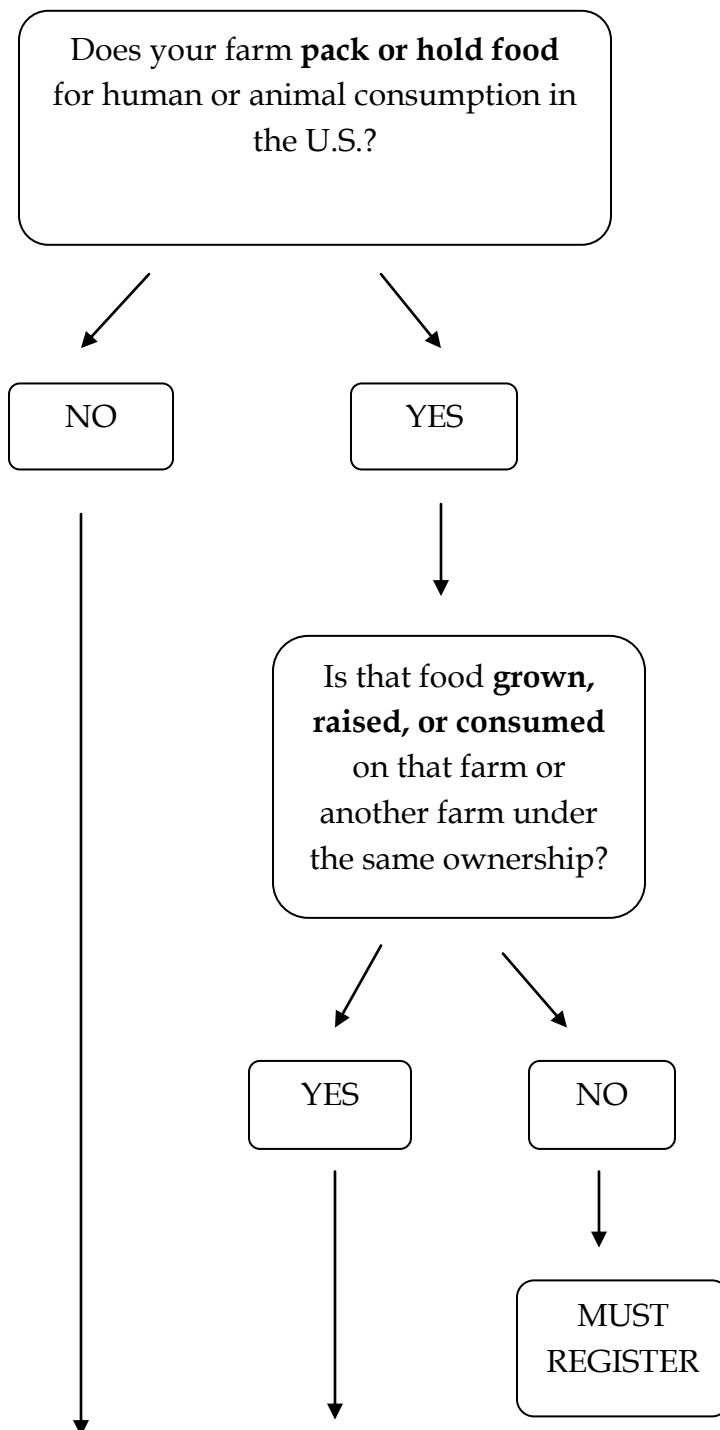 Does your farm pack or hold food
for human or animal consumption in
the U.S.?
NO
YES
Is that food grown,
raised, or consumed
on that farm or
another farm under
the same ownership?
YES
NO
MUST
REGISTER